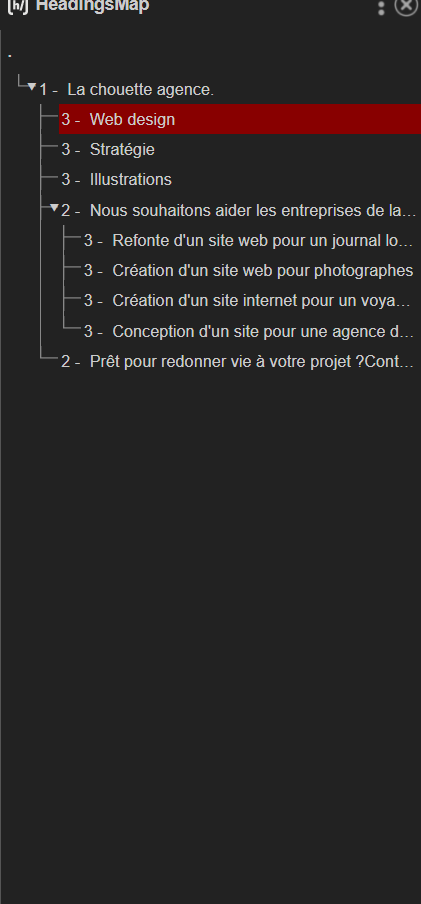 HeadingsMap
.
1 - La chouette agence.
3 - Web design
3 - Stratégie
3 - Illustrations
2 - Nous souhaitons aider les entreprises de la…
3 - Refonte d'un site web pour un journal lo…
3 - Création d'un site web pour photographes
3 - Création d'un site internet pour un voya…
3 - Conception d'un site pour une agence d…
2 - Prêt pour redonner vie à votre projet ?Cont…